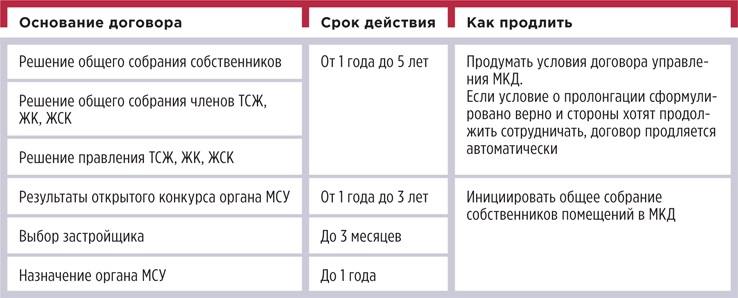 Основание договора
Срок действия
Как продлить
Решение общего собрания собственников
От 1 года до 5 лет
Продумать условия договора управле-
ния МКД.
Если условие о пролонгации сформули-
ровано верно и стороны хотят продол-
жить сотрудничать, договор продляется
автоматически
Решение общего собрания членов ТСЖ,
ЖК, ЖСК
Решение правления ТСЖ, ЖК, ЖСК
Результаты открытого конкурса органа МСУ
От 1 года до 3 лет
Инициировать общее собрание
собственников помещений в МКД
Выбор застройщика
До 3 месяцев
Назначение органа МСУ
До 1 года